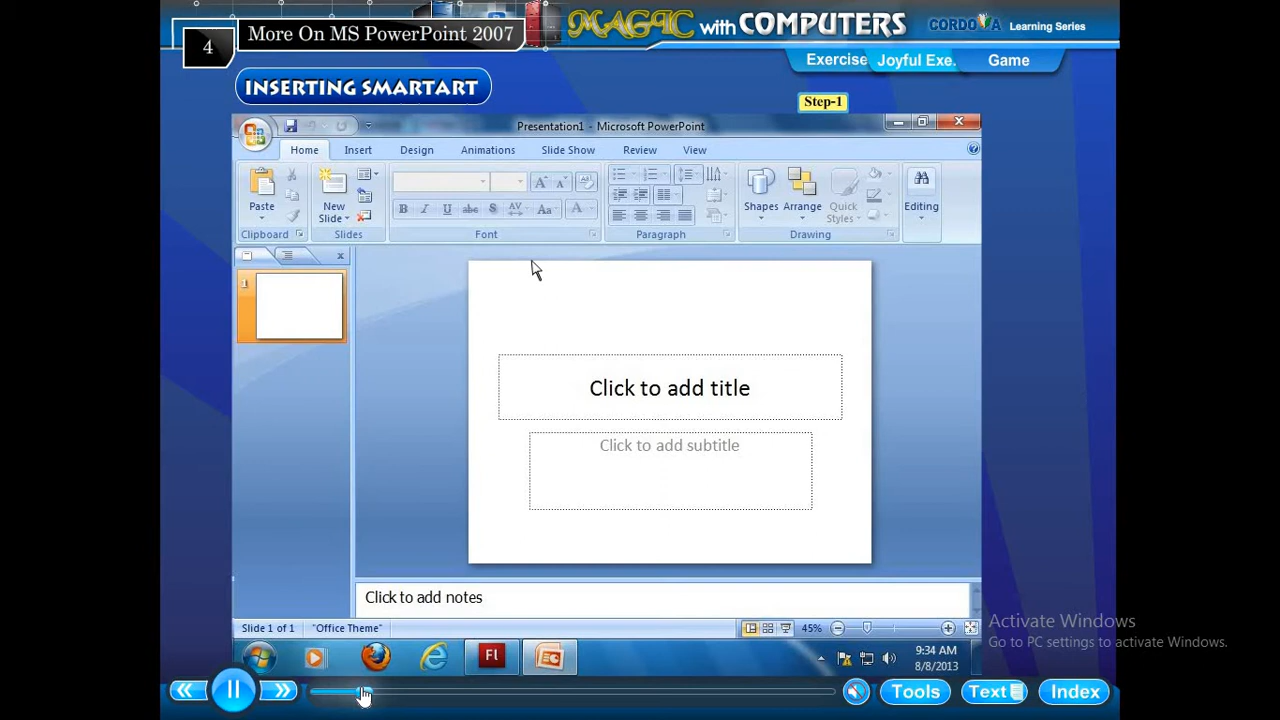 4
More On MS PowerPoint 2007
MAGIC with COMPUTERS
CORDOVA Learning Series
Exercise
Joyful Exe.
Game
INSERTING SMARTART
Step-1
Presentation1 - Microsoft PowerPoint
Home
Insert
Design
Animations
Slide Show
Review
View
Paste
New
Slide
Shapes
Arrange
Quick
Styles
Editing
Clipboard
Slides
Font
Paragraph
Drawing
1
Click to add title
Click to add subtitle
Click to add notes
Slide 1 of 1
"Office Theme"
45%
Activate Windows
Go to PC settings to activate Windows.
Fl
9:34 AM
8/8/2013
Tools
Text
Index